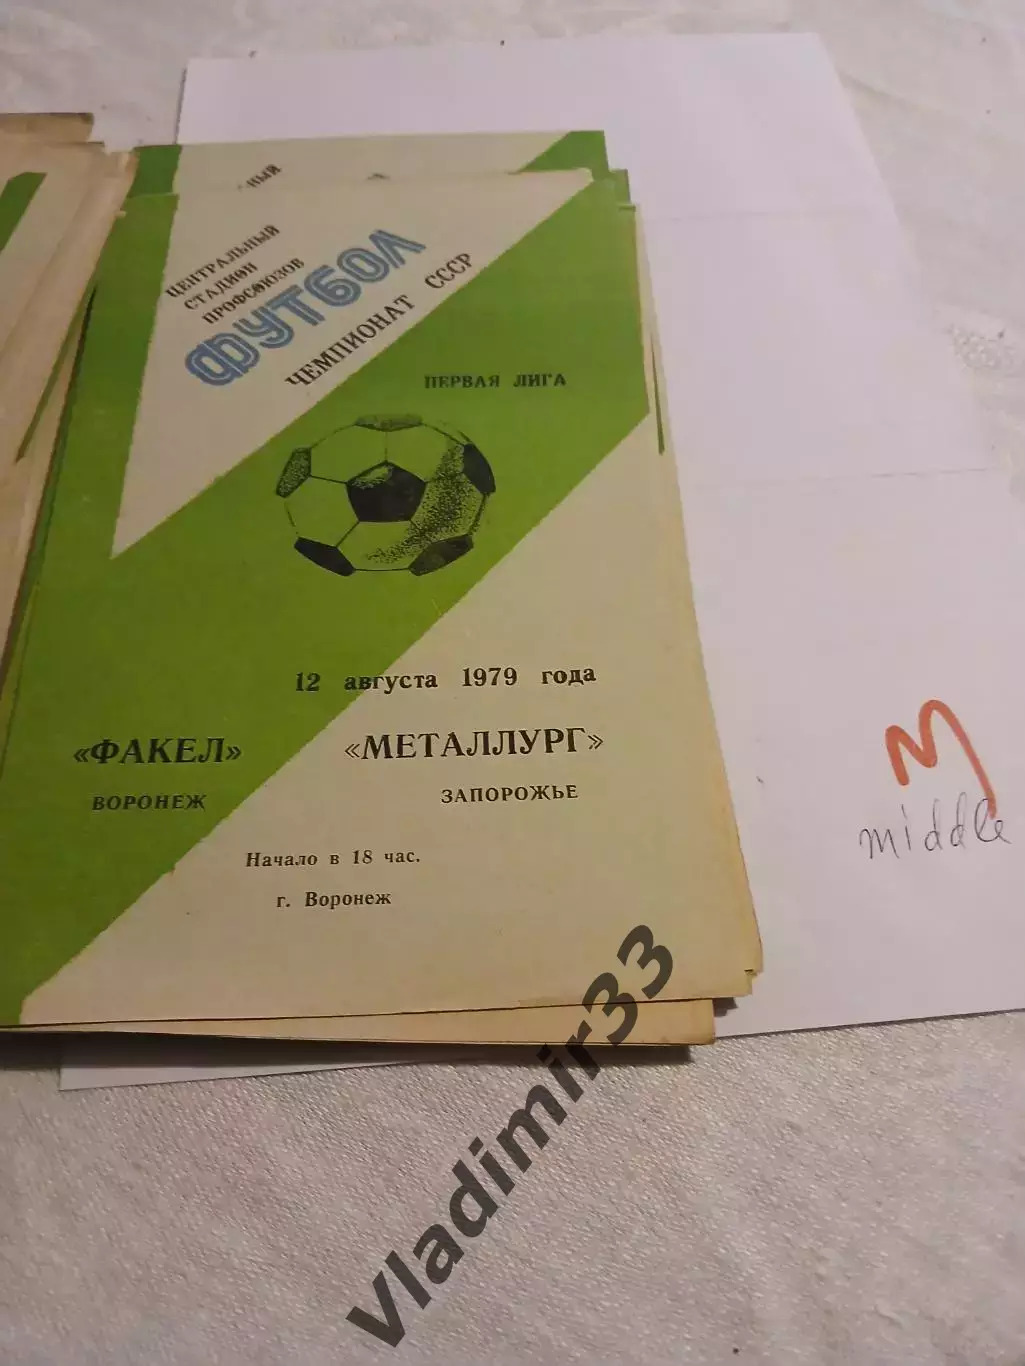 НЫЙ
ЦЕНТРАЛЬНЫЙ
СТАДИОН
ПРОФСОЮЗОВ
ФУТБОЛ
ЧЕМПИОНАТ СССР
ПЕРВАЯ ЛИГА
12 августа 1979 года
«ФАКЕЛ» «МЕТАЛЛУРГ»
ВОРОНЕЖ ЗАПОРОЖЬЕ
Начало в 18 час.
г. Воронеж
M
middle
Vladimir33